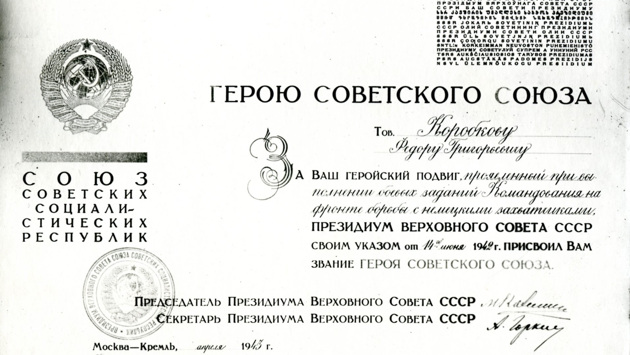 СОЮЗ
СОВЕТСКИХ
СОЦИАЛИ-
СТИЧЕСКИХ
РЕСПУБЛИК
ГЕРОЮ СОВЕТСКОГО СОЮЗА
Тов. Коробкову
Федору Григорьевичу
За Ваш геройский подвиг, проявленный при вы-
полнении боевых заданий Командования на
фронте борьбы с немецкими захватчиками,
ПРЕЗИДИУМ ВЕРХОВНОГО СОВЕТА СССР
своим указом от 14го июня 1942 г. ПРИСВОИЛ ВАМ
звание ГЕРОЯ СОВЕТСКОГО СОЮЗА.
Председатель Президиума Верховного Совета СССР М Калинин
Секретарь Президиума Верховного Совета СССР А. Горкин
Москва—Кремль, апреля 1943 г.